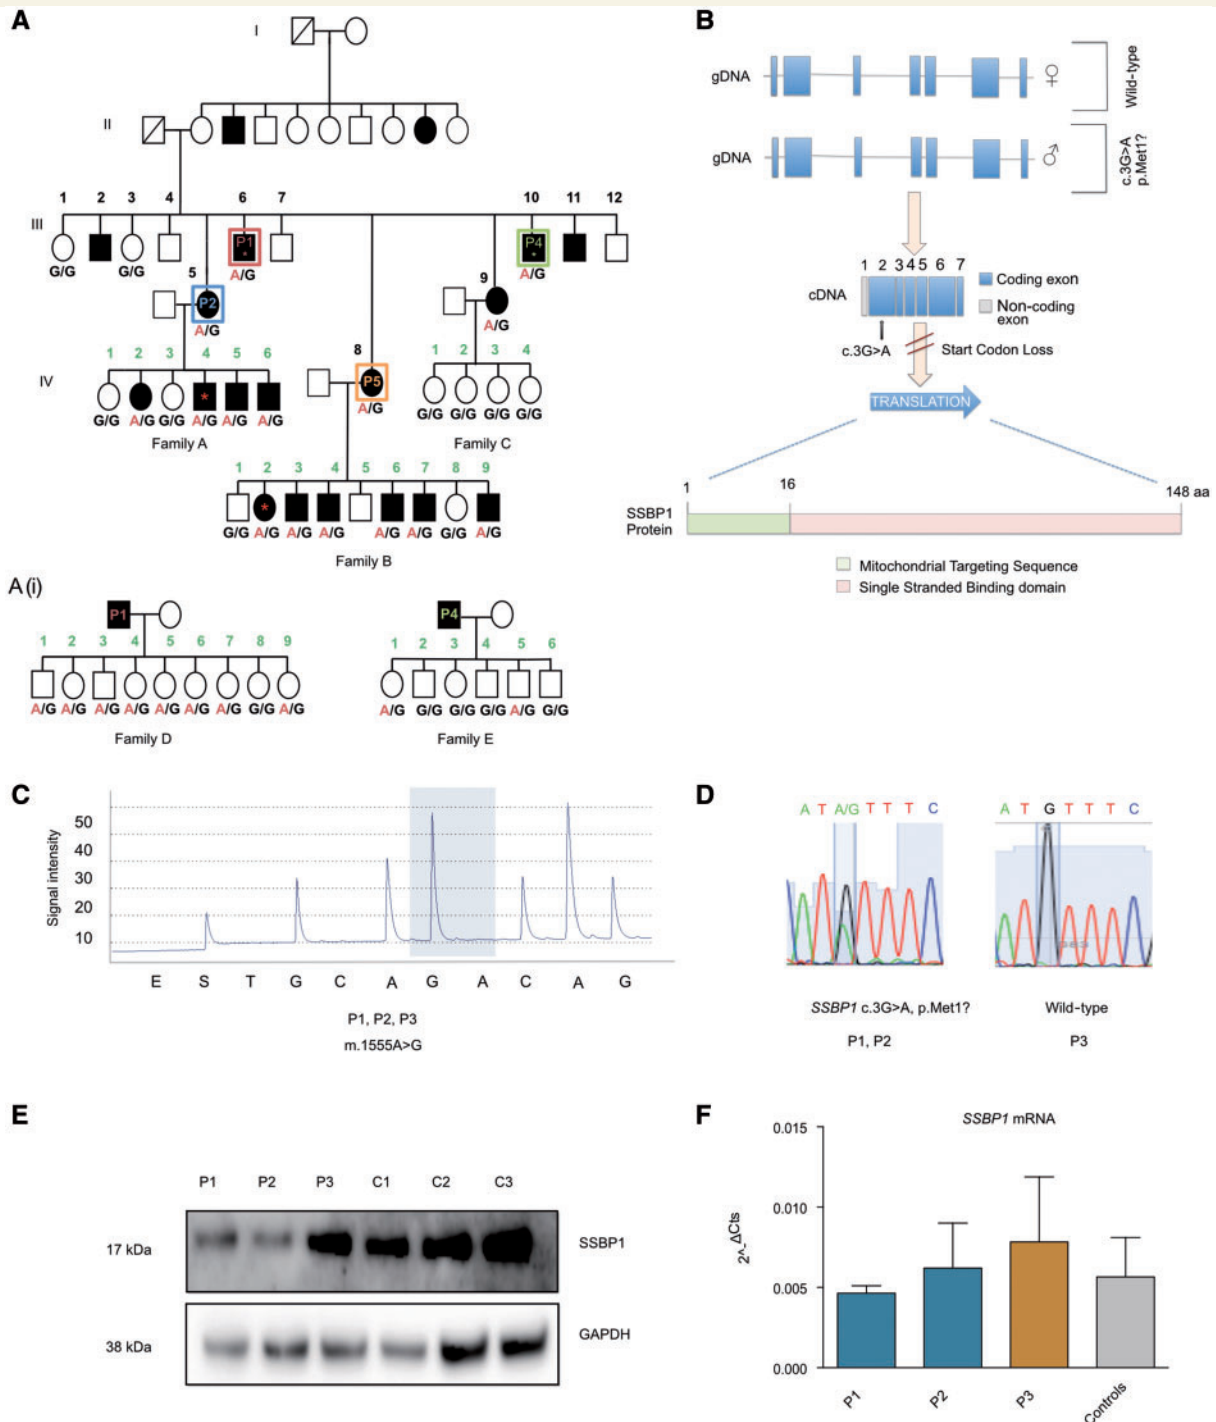 A
I
II
III
1 2 3 4 6 7 10 11 12
P1
*
P4
*
G/G G/G A/G A/G
5
P2
A/G
9
A/G
IV
1 2 3 4 5 6
*
G/G A/G G/G A/G A/G A/G
Family A
8
P5
A/G
1 2 3 4
G/G G/G G/G G/G
Family C
1 2 3 4 5 6 7 8 9
*
G/G A/G A/G A/G G/G A/G A/G G/G A/G
Family B
A (i)
P1
1 2 3 4 5 6 7 8 9
A/G A/G A/G A/G A/G A/G A/G G/G A/G
Family D
P4
1 2 3 4 5 6
A/G G/G G/G G/G A/G G/G
Family E
B
gDNA ♀
Wild-type
gDNA ♂
c.3G>A
p.Met1?
1 2 3 4 5 6 7
cDNA
Coding exon
Non-coding
exon
c.3G>A
Start Codon Loss
TRANSLATION
1 16 148 aa
SSBP1
Protein
Mitochondrial Targeting Sequence
Single Stranded Binding domain
C
Signal intensity
50
40
30
20
10
E S T G C A G A C A G
P1, P2, P3
m.1555A>G
D
A T A/G T T T C
A T G T T T C
SSBP1 c.3G>A, p.Met1?
Wild-type
P1, P2
P3
E
P1 P2 P3 C1 C2 C3
17 kDa
SSBP1
38 kDa
GAPDH
F
SSBP1 mRNA
2^-ΔCts
0.015
0.010
0.005
0.000
P1 P2 P3 Controls